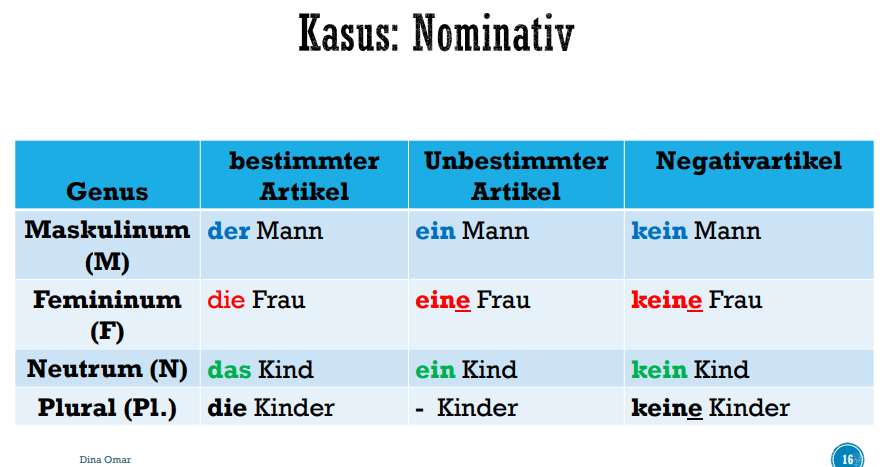 Kasus: Nominativ
Genus bestimmter Artikel Unbestimmter Artikel Negativartikel
Maskulinum (M) der Mann ein Mann kein Mann
Femininum (F) die Frau eine Frau keine Frau
Neutrum (N) das Kind ein Kind kein Kind
Plural (Pl.) die Kinder - Kinder keine Kinder
Dina Omar
16